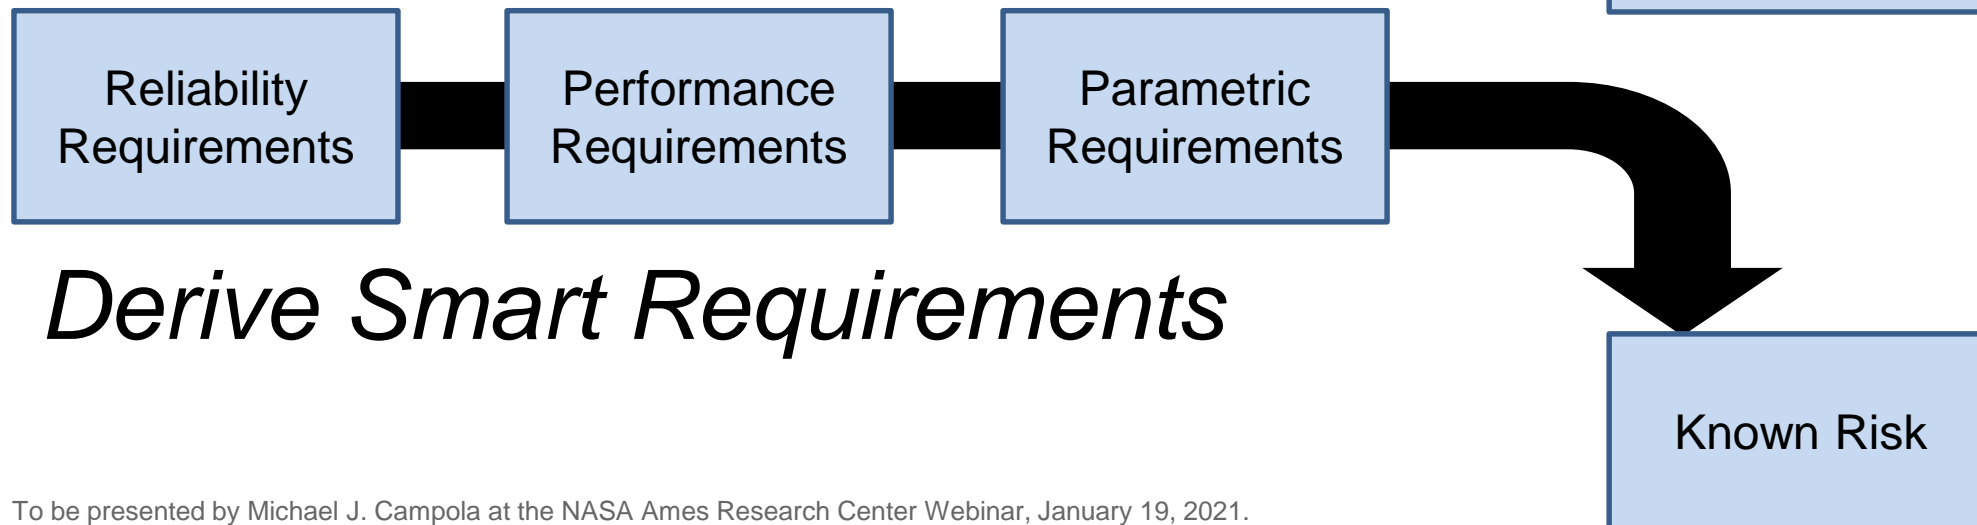 Reliability
Requirements
Performance
Requirements
Parametric
Requirements
Derive Smart Requirements
Known Risk
To be presented by Michael J. Campola at the NASA Ames Research Center Webinar, January 19, 2021.